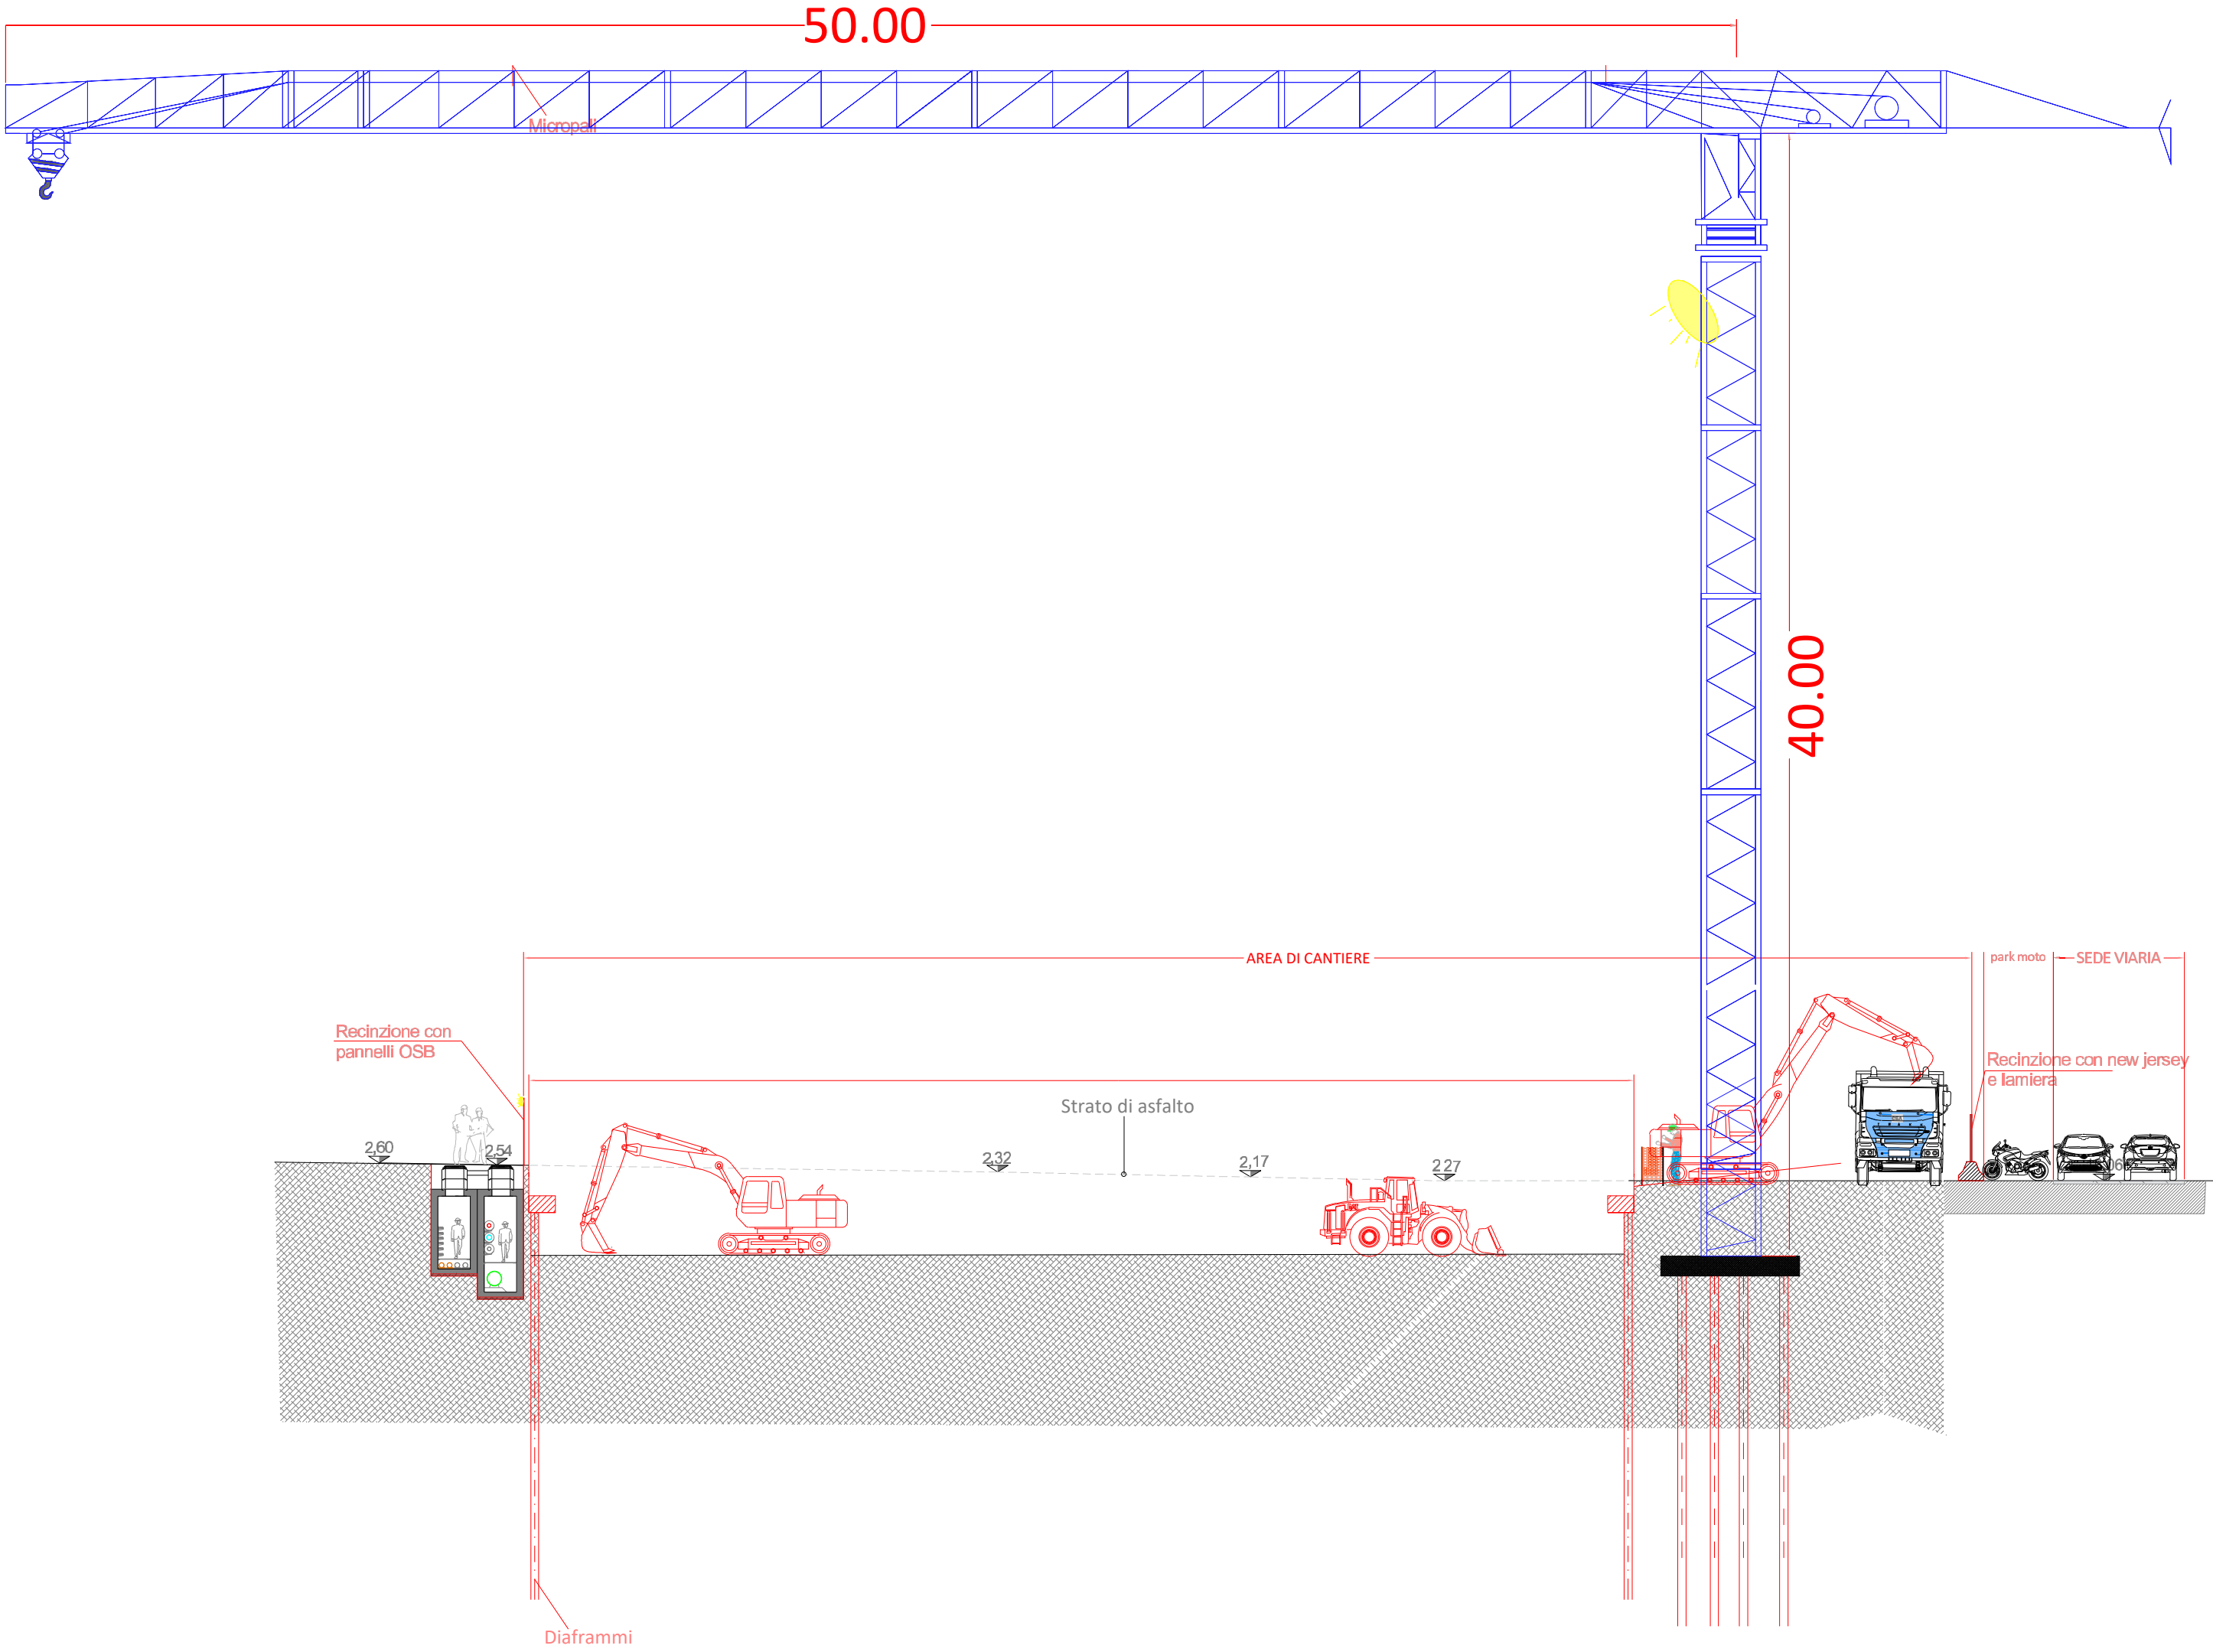 50.00
Micropali
40.00
AREA DI CANTIERE
park moto
SEDE VIARIA
Recinzione con
pannelli OSB
Recinzione con new jersey
e lamiera
Strato di asfalto
2,60
2,54
2,32
2,17
2 27
Diaframmi